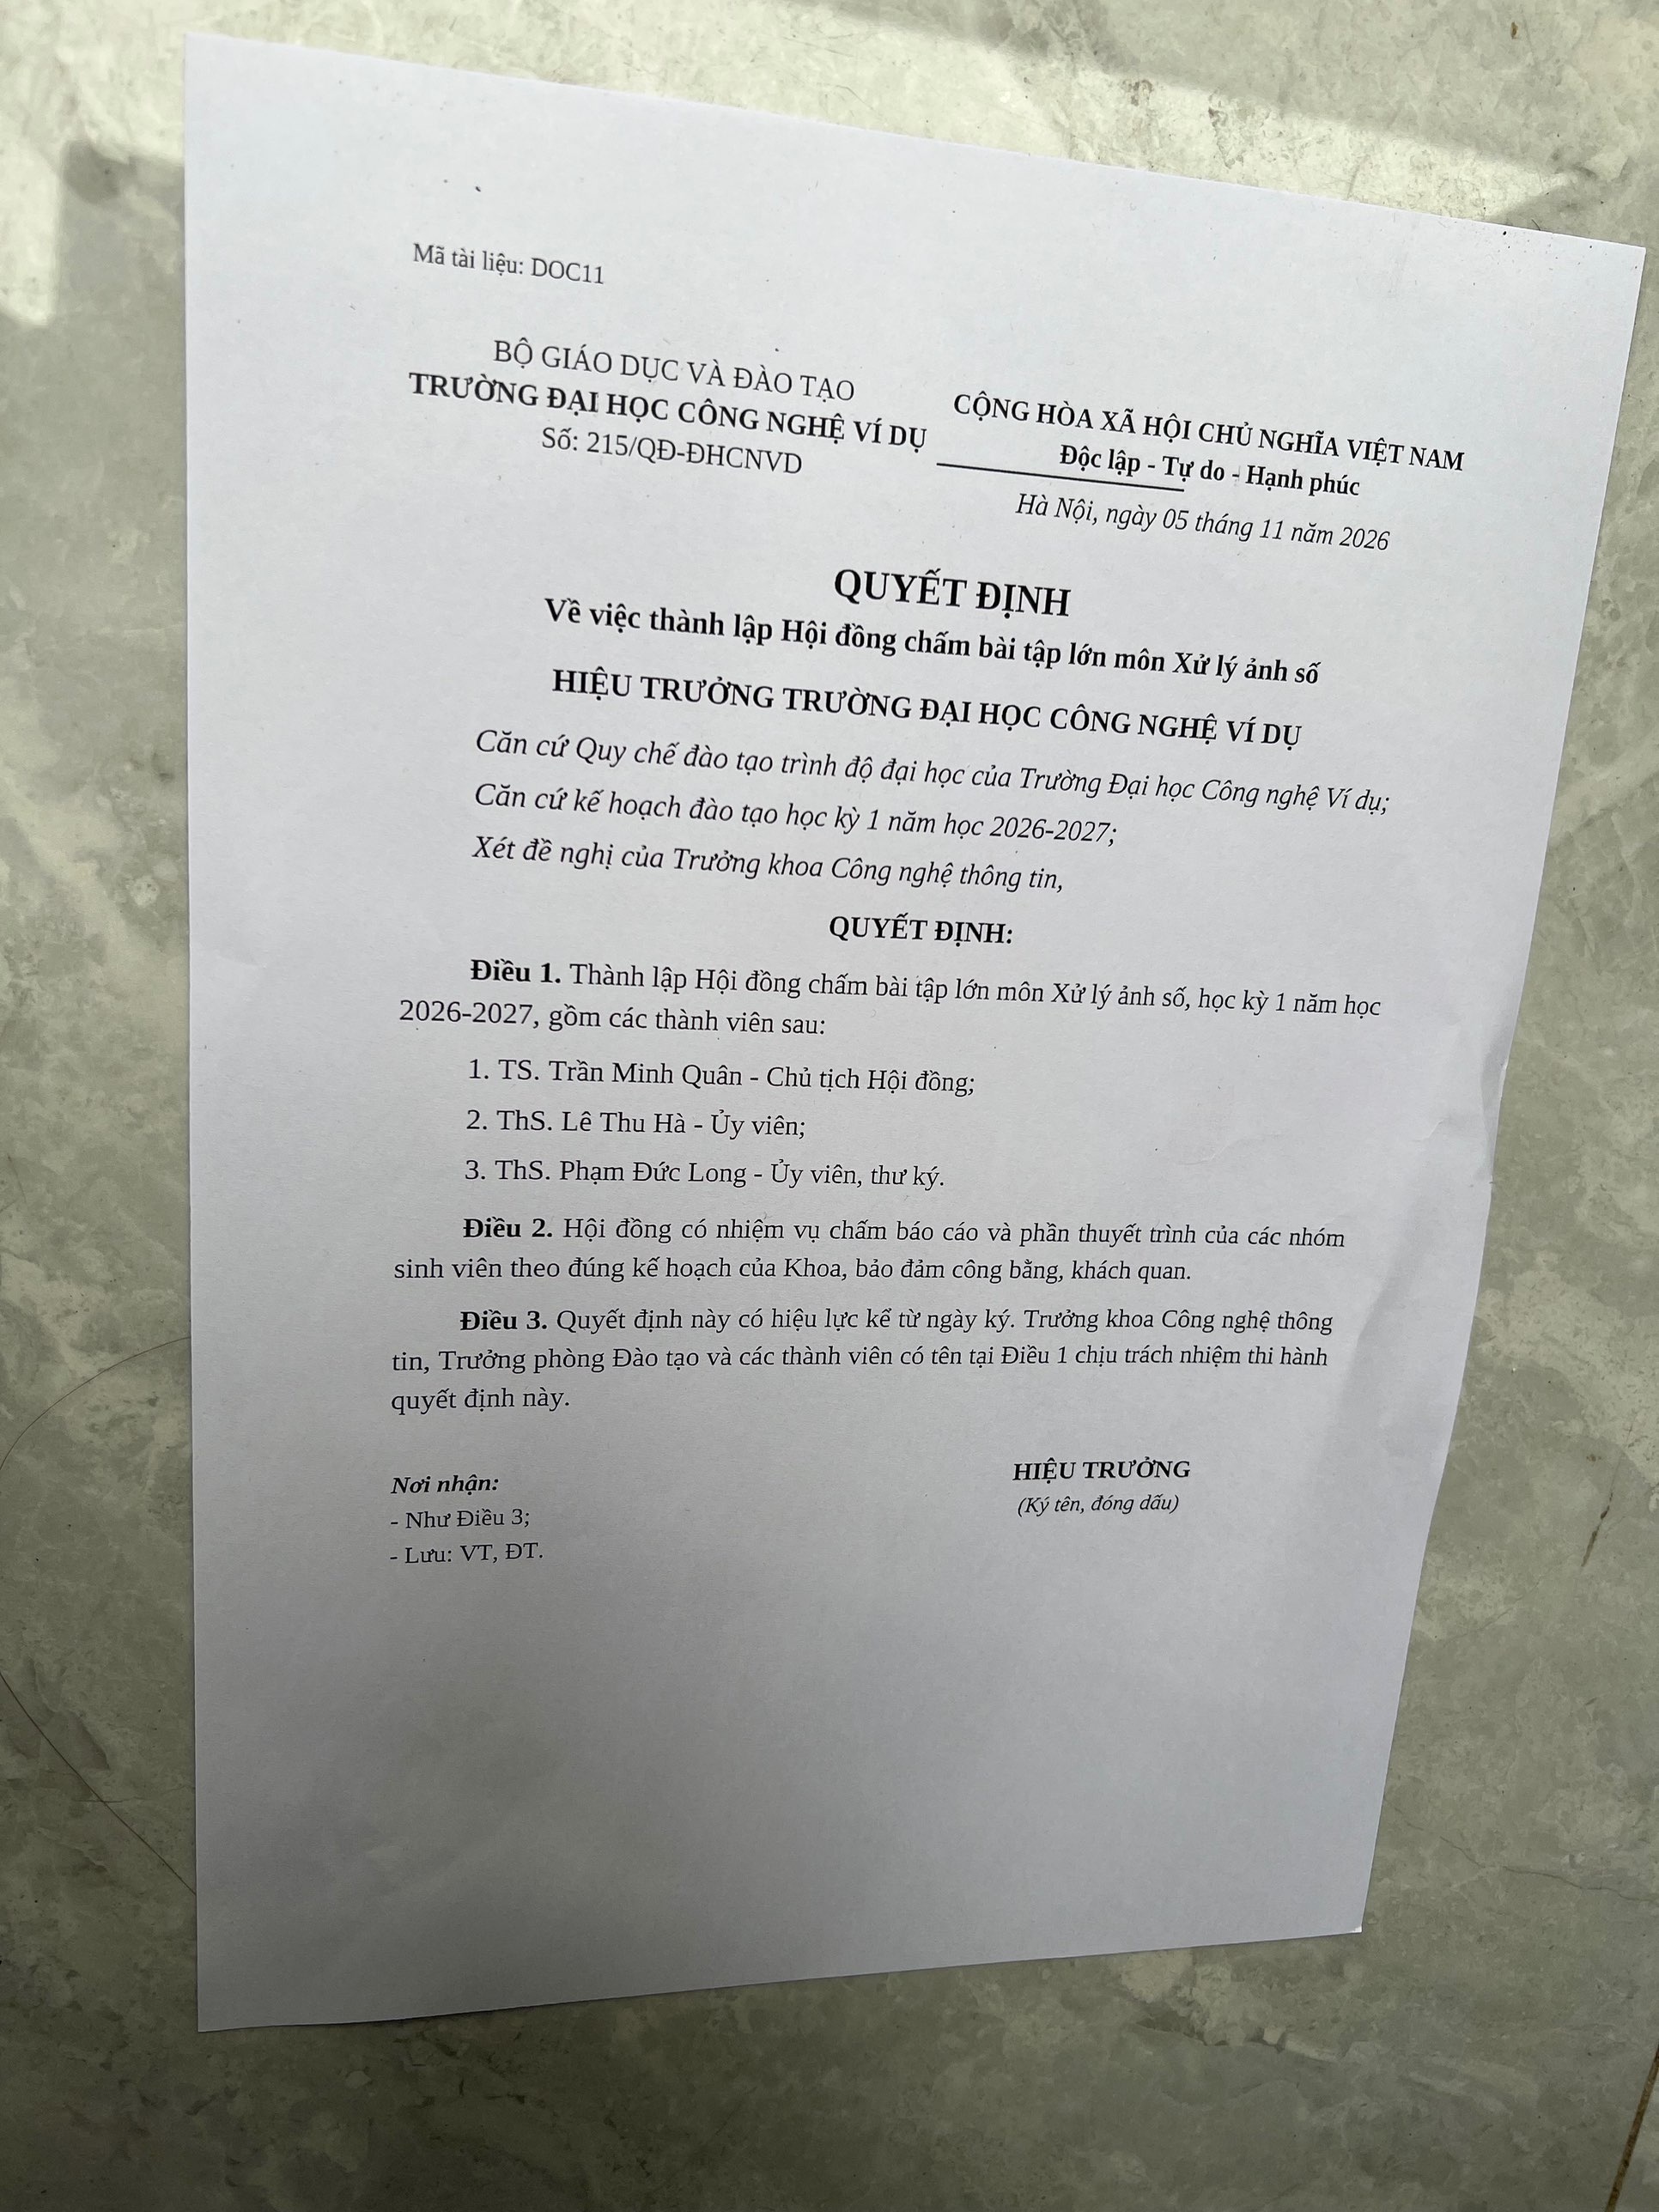 Mã tài liệu: DOC11
BỘ GIÁO DỤC VÀ ĐÀO TẠO
TRƯỜNG ĐẠI HỌC CÔNG NGHỆ VÍ DỤ
Số: 215/QĐ-ĐHCNVD
CỘNG HÒA XÃ HỘI CHỦ NGHĨA VIỆT NAM
Độc lập - Tự do - Hạnh phúc
Hà Nội, ngày 05 tháng 11 năm 2026
QUYẾT ĐỊNH
Về việc thành lập Hội đồng chấm bài tập lớn môn Xử lý ảnh số
HIỆU TRƯỞNG TRƯỜNG ĐẠI HỌC CÔNG NGHỆ VÍ DỤ
Căn cứ Quy chế đào tạo trình độ đại học của Trường Đại học Công nghệ Ví dụ;
Căn cứ kế hoạch đào tạo học kỳ 1 năm học 2026-2027;
Xét đề nghị của Trưởng khoa Công nghệ thông tin,
QUYẾT ĐỊNH:
Điều 1. Thành lập Hội đồng chấm bài tập lớn môn Xử lý ảnh số, học kỳ 1 năm học
2026-2027, gồm các thành viên sau:
1. TS. Trần Minh Quân - Chủ tịch Hội đồng;
2. ThS. Lê Thu Hà - Ủy viên;
3. ThS. Phạm Đức Long - Ủy viên, thư ký.
Điều 2. Hội đồng có nhiệm vụ chấm báo cáo và phần thuyết trình của các nhóm
sinh viên theo đúng kế hoạch của Khoa, bảo đảm công bằng, khách quan.
Điều 3. Quyết định này có hiệu lực kể từ ngày ký. Trưởng khoa Công nghệ thông
tin, Trưởng phòng Đào tạo và các thành viên có tên tại Điều 1 chịu trách nhiệm thi hành
quyết định này.
Nơi nhận:
- Như Điều 3;
- Lưu: VT, ĐT.
HIỆU TRƯỞNG
(Ký tên, đóng dấu)